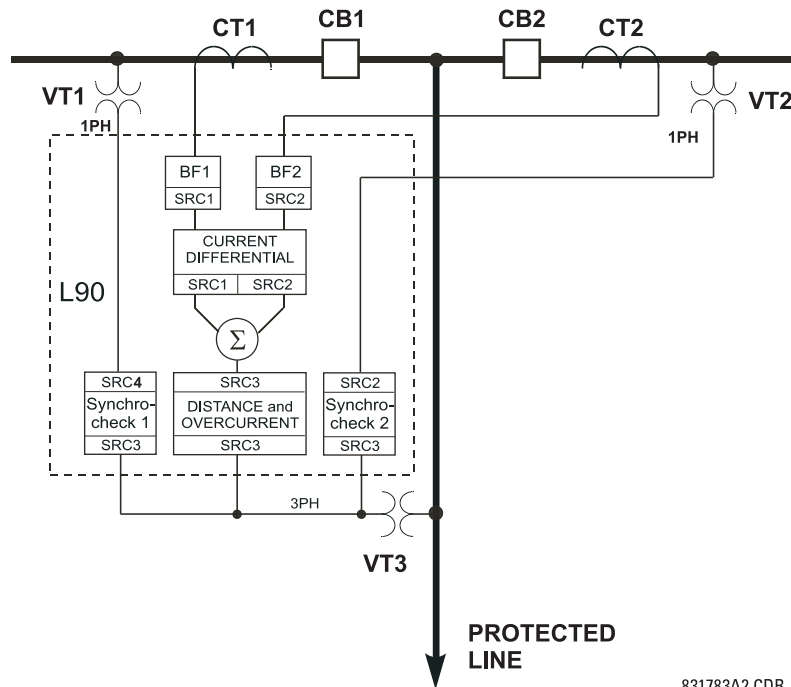 CT1
CB1
CB2
CT2
VT1
VT2
1PH
1PH
BF1
BF2
SRC1
SRC2
CURRENT
DIFFERENTIAL
SRC1
SRC2
L90
Σ
SRC4
SRC3
SRC2
Synchro-
check 1
DISTANCE and
OVERCURRENT
Synchro-
check 2
SRC3
SRC3
SRC3
3PH
VT3
PROTECTED
LINE
831783A2.CDR